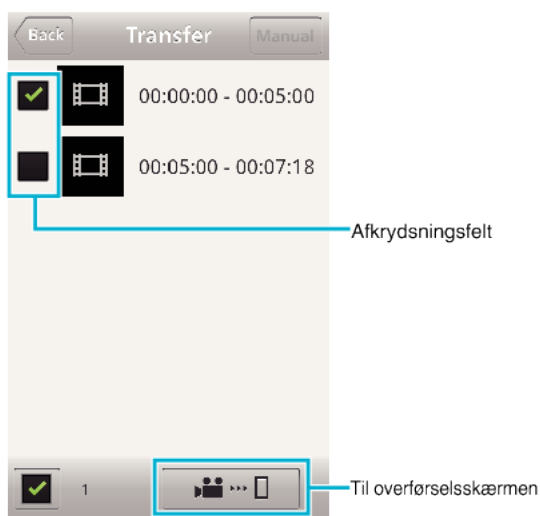 Back Transfer Manual
00:00:00 - 00:05:00
00:05:00 - 00:07:18
Afkrydsningsfelt
1
Til overførselsskærmen